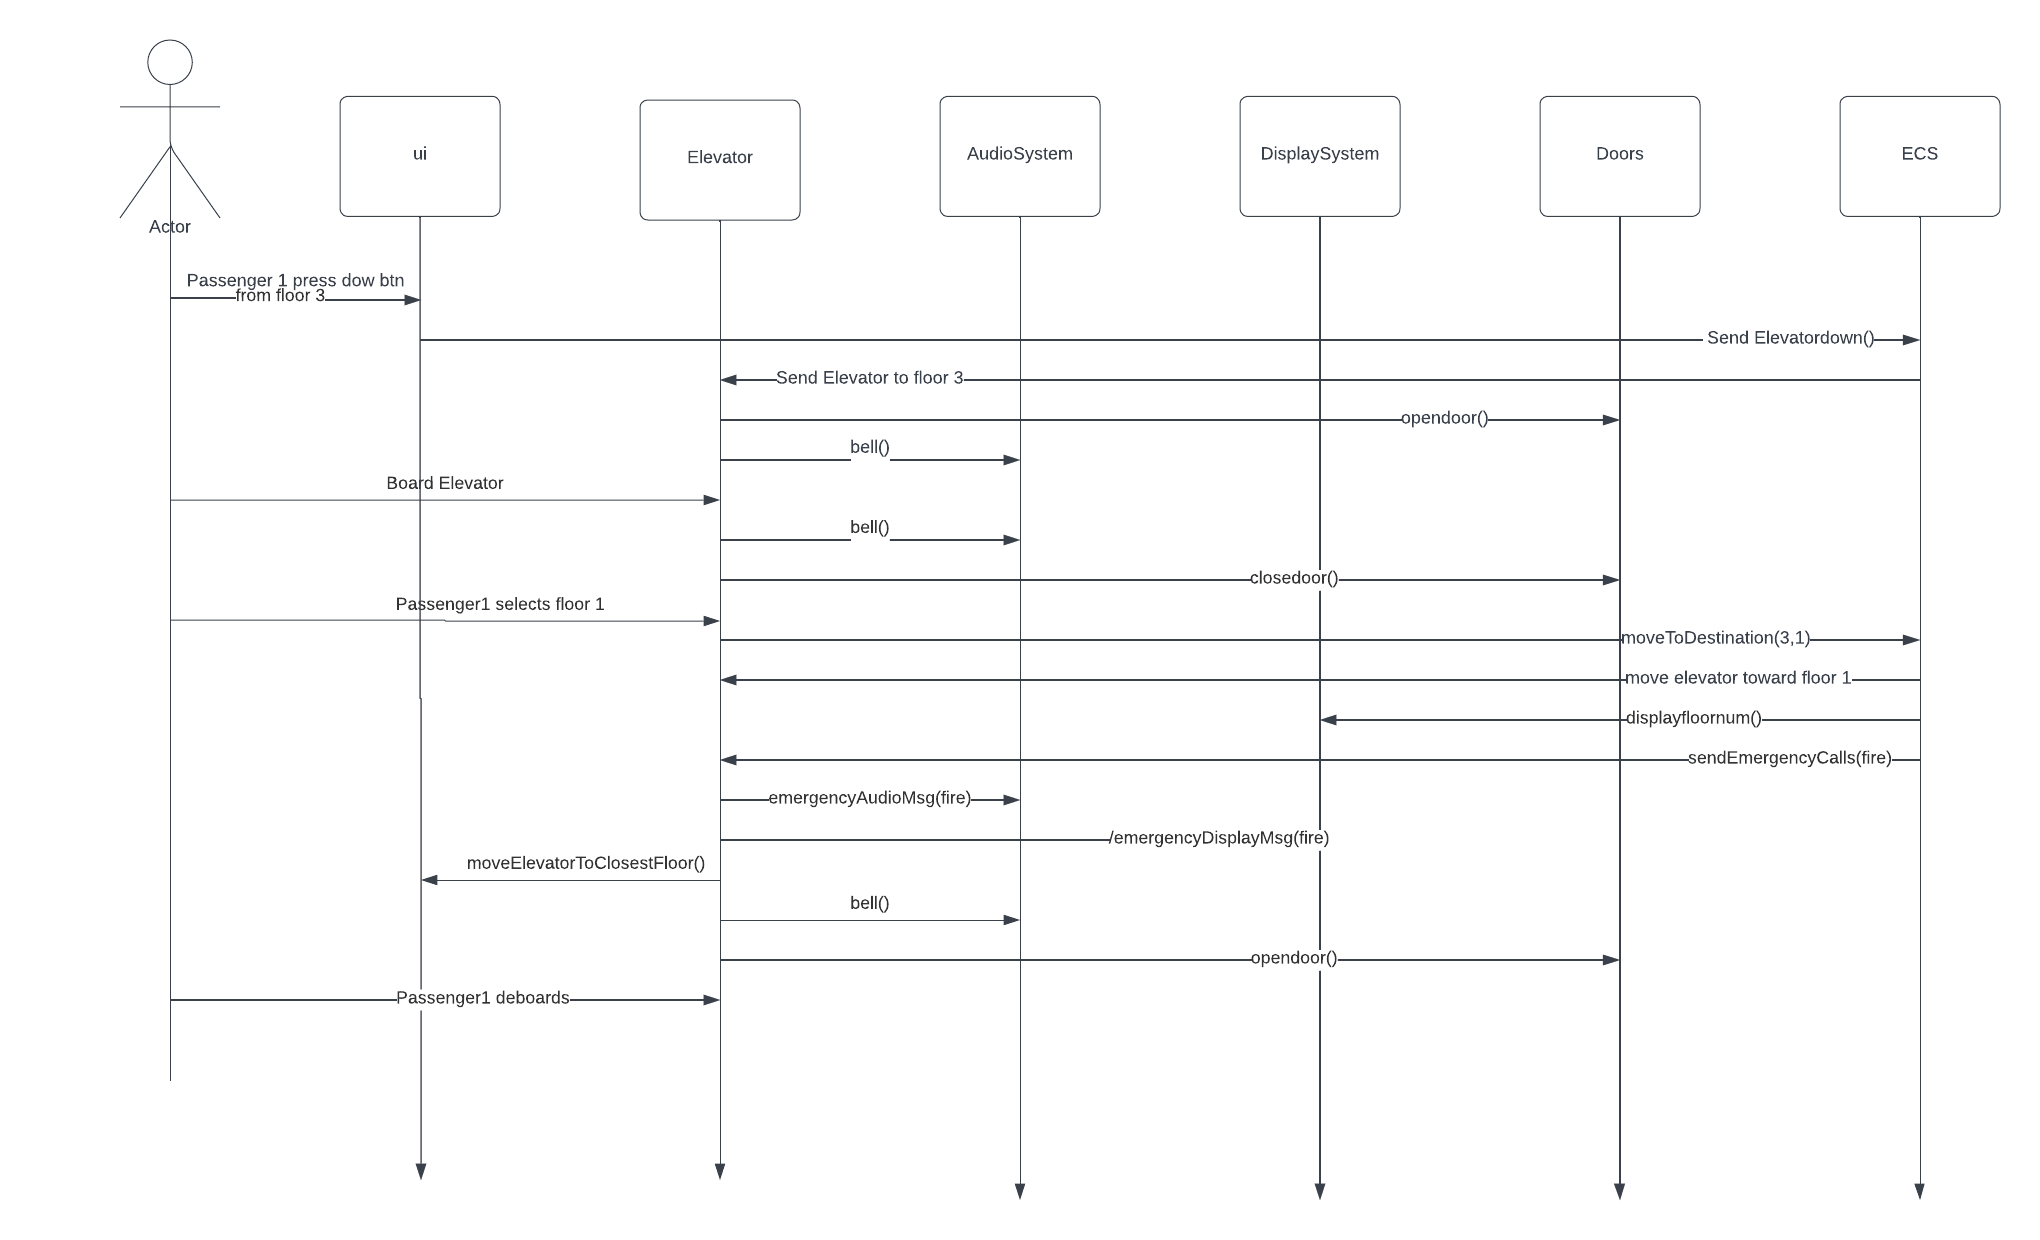 Actor
ui
Elevator
AudioSystem
DisplaySystem
Doors
ECS
Passenger 1 press dow btn
from floor 3
Send Elevatordown()
Send Elevator to floor 3
opendoor()
bell()
Board Elevator
bell()
closedoor()
Passenger1 selects floor 1
moveToDestination(3,1)
move elevator toward floor 1
displayfloornum()
sendEmergencyCalls(fire)
emergencyAudioMsg(fire)
/emergencyDisplayMsg(fire)
moveElevatorToClosestFloor()
bell()
opendoor()
Passenger1 deboards